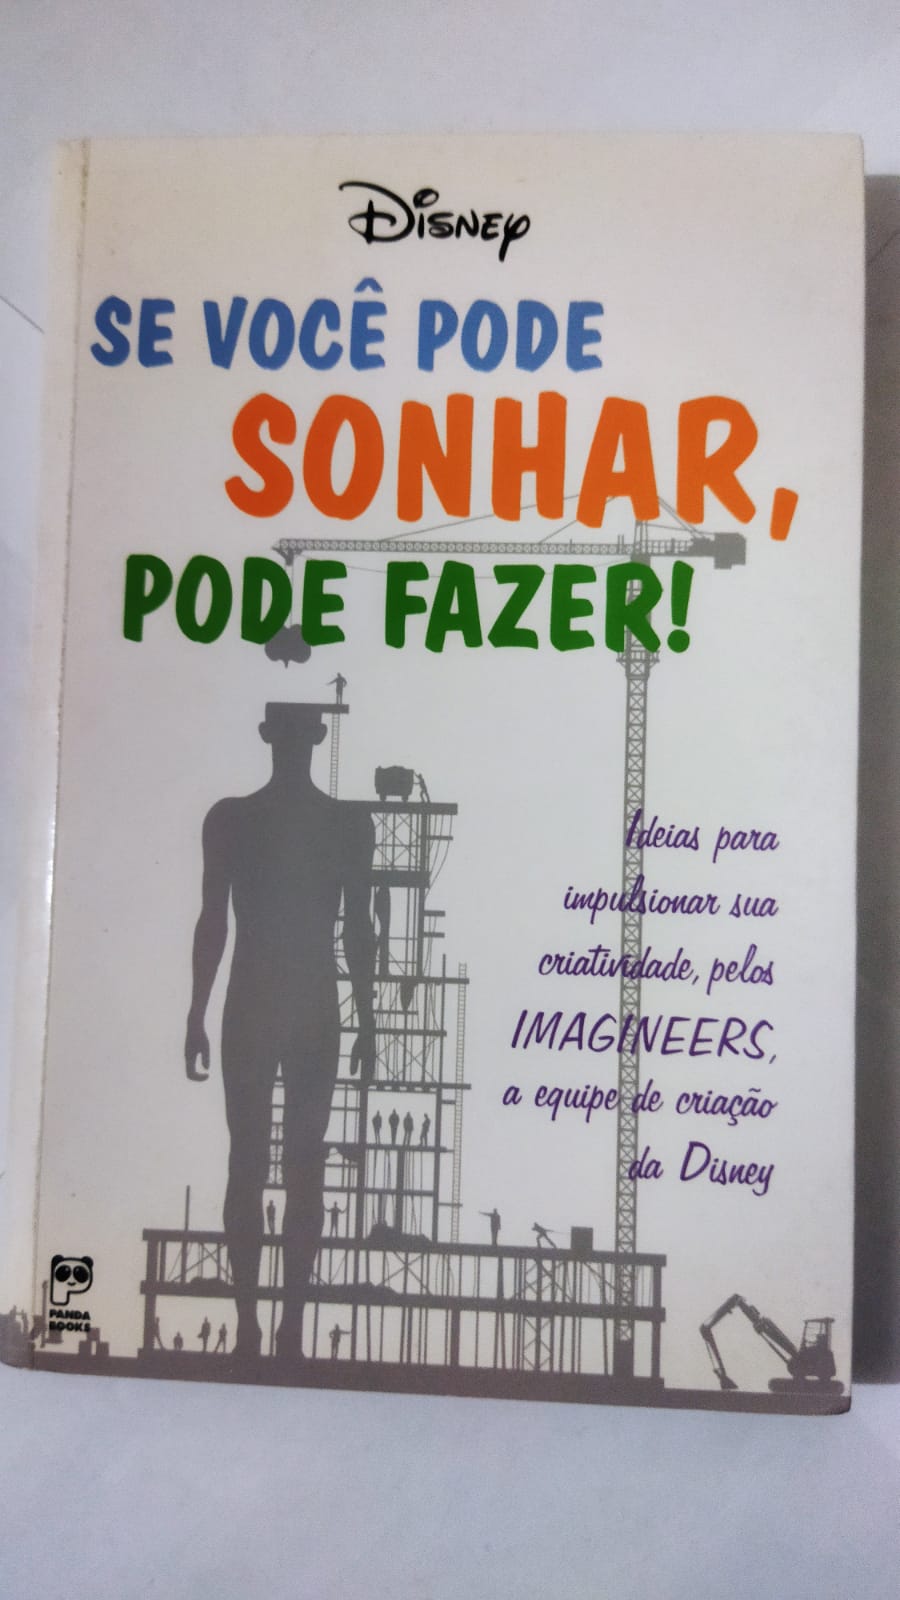 Disney
SE VOCÊ PODE
SONHAR,
PODE FAZER!
Ideias para
impulsionar sua
criatividade, pelos
IMAGINEERS,
a equipe de criação
da Disney
PANDA
BOOKS